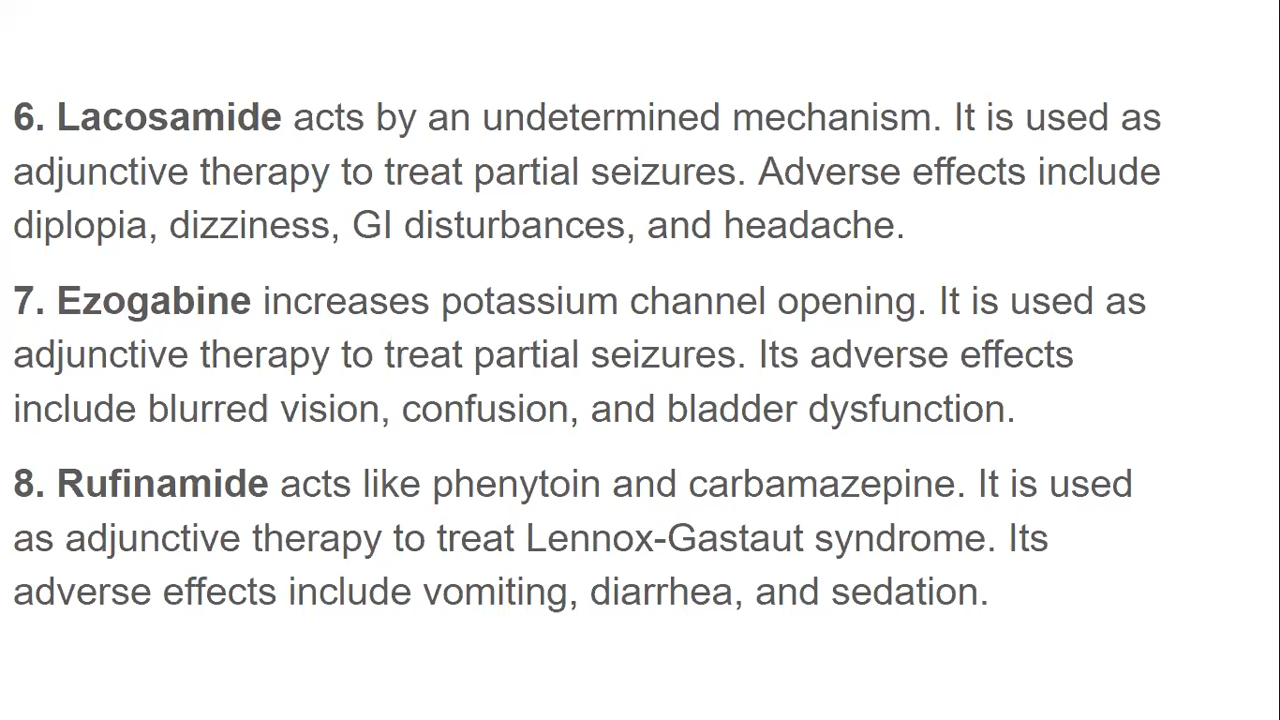 6. Lacosamide acts by an undetermined mechanism. It is used as
adjunctive therapy to treat partial seizures. Adverse effects include
diplopia, dizziness, GI disturbances, and headache.
7. Ezogabine increases potassium channel opening. It is used as
adjunctive therapy to treat partial seizures. Its adverse effects
include blurred vision, confusion, and bladder dysfunction.
8. Rufinamide acts like phenytoin and carbamazepine. It is used
as adjunctive therapy to treat Lennox-Gastaut syndrome. Its
adverse effects include vomiting, diarrhea, and sedation.